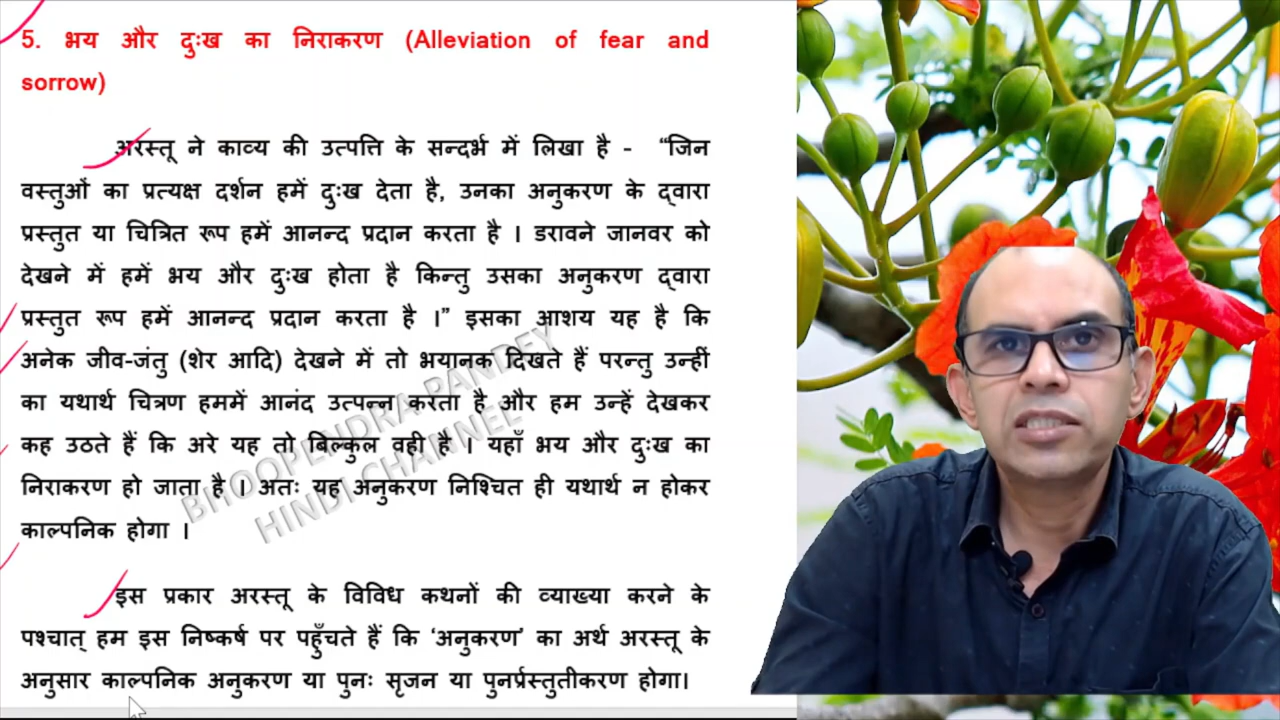 5. भय और दुःख का निराकरण (Alleviation of fear and
sorrow)
अरस्तू ने काव्य की उत्पत्ति के सन्दर्भ में लिखा है - “जिन
वस्तुओं का प्रत्यक्ष दर्शन हमें दुःख देता है, उनका अनुकरण के द्वारा
प्रस्तुत या चित्रित रूप हमें आनन्द प्रदान करता है । डरावने जानवर को
देखने में हमें भय और दुःख होता है किन्तु उसका अनुकरण द्वारा
प्रस्तुत रूप हमें आनन्द प्रदान करता है ।” इसका आशय यह है कि
अनेक जीव-जंतु (शेर आदि) देखने में तो भयानक दिखते हैं परन्तु उन्हीं
का यथार्थ चित्रण हममें आनंद उत्पन्न करता है और हम उन्हें देखकर
कह उठते हैं कि अरे यह तो बिल्कुल वही है । यहाँ भय और दुःख का
निराकरण हो जाता है । अतः यह अनुकरण निश्चित ही यथार्थ न होकर
काल्पनिक होगा ।
BHOOPENDRA PANDEY
HINDI CHANNEL
इस प्रकार अरस्तू के विविध कथनों की व्याख्या करने के
पश्चात् हम इस निष्कर्ष पर पहुँचते हैं कि ‘अनुकरण’ का अर्थ अरस्तू के
अनुसार काल्पनिक अनुकरण या पुनः सृजन या पुनर्प्रस्तुतीकरण होगा।